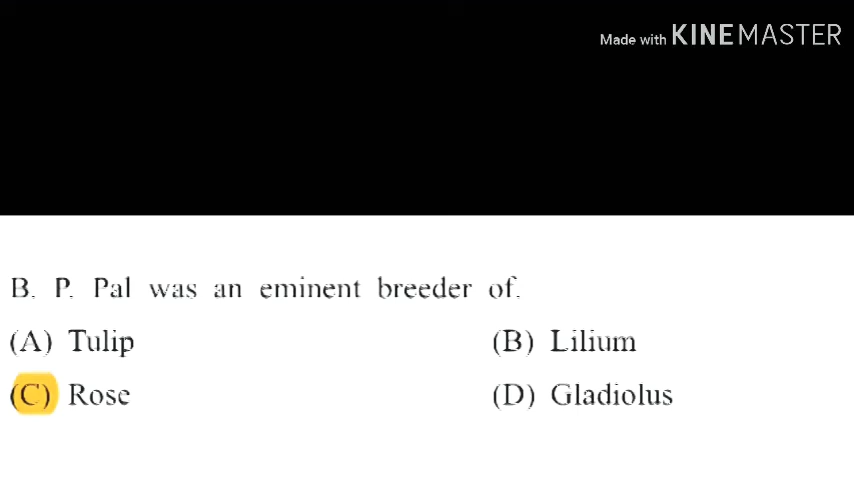 Made with KINEMASTER
B. P. Pal was an eminent breeder of.
(A) Tulip (B) Lilium
(C) Rose (D) Gladiolus